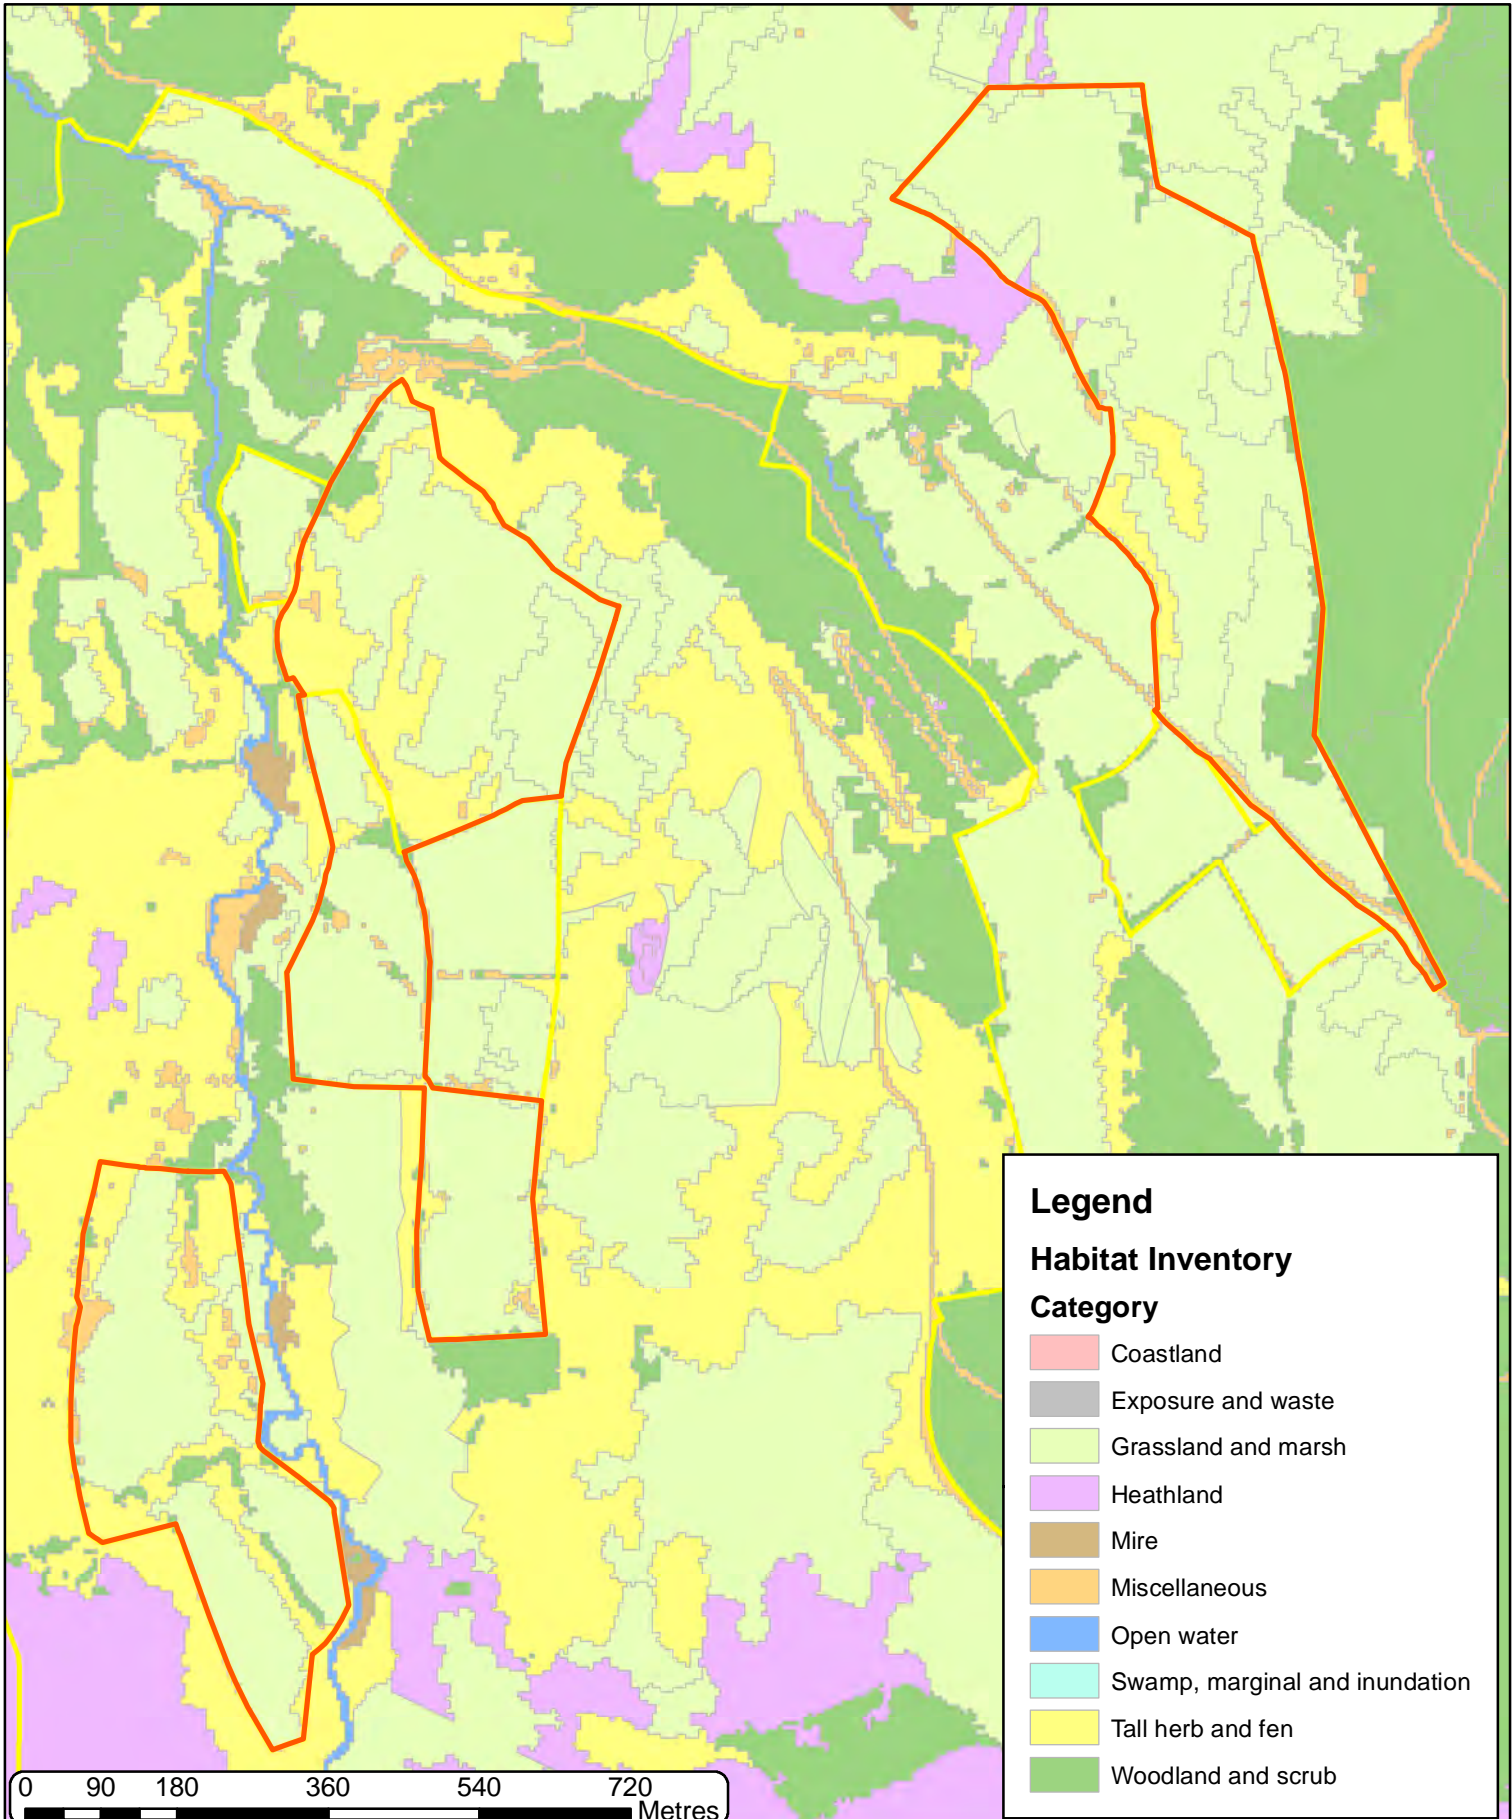 Legend
Habitat Inventory
Category
Coastland
Exposure and waste
Grassland and marsh
Heathland
Mire
Miscellaneous
Open water
Swamp, marginal and inundation
Tall herb and fen
Woodland and scrub
0 90 180 360 540 720
Metres